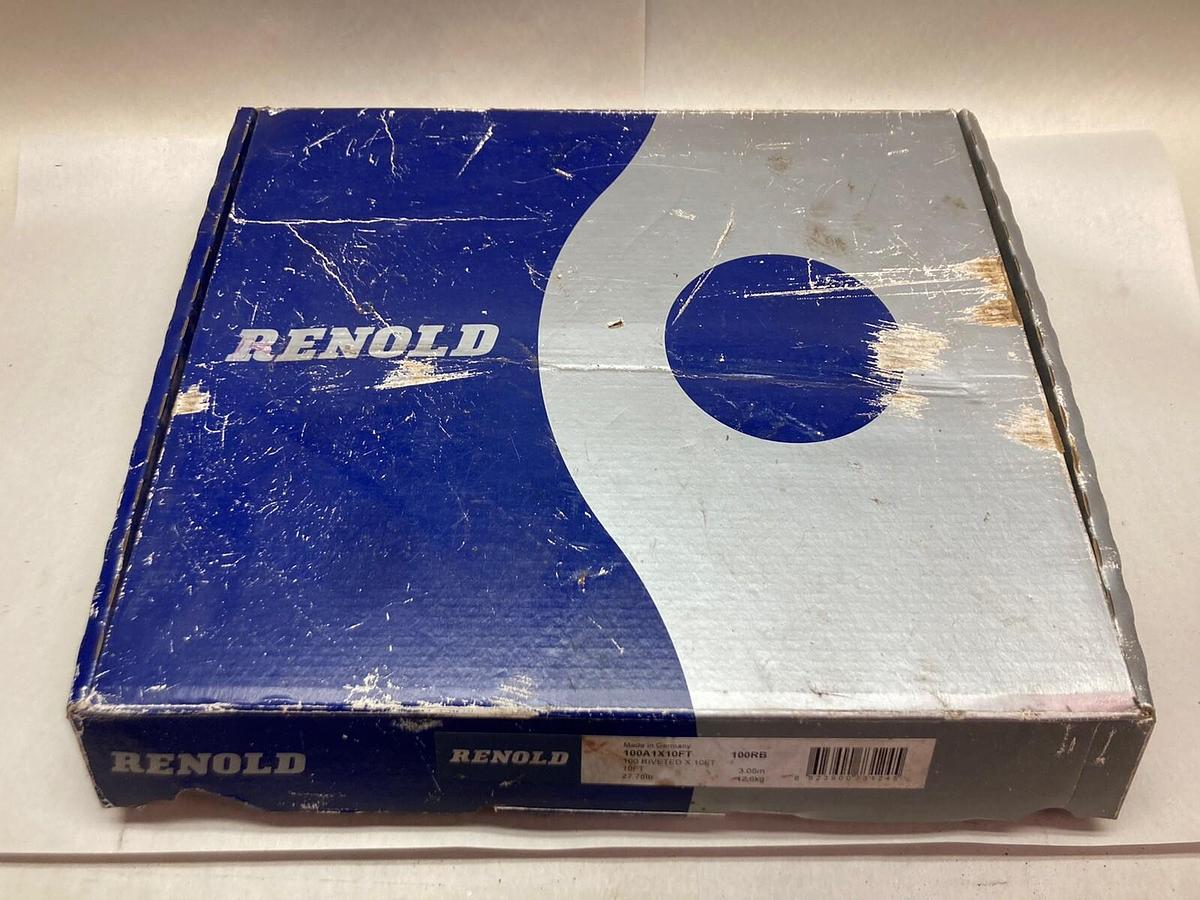 RENOLD
RENOLD
RENOLD
Made in Germany
100A1X10FT 100RB
100 RIVETED X 10FT
10FT 3.05m
27.78lb 12.6kg